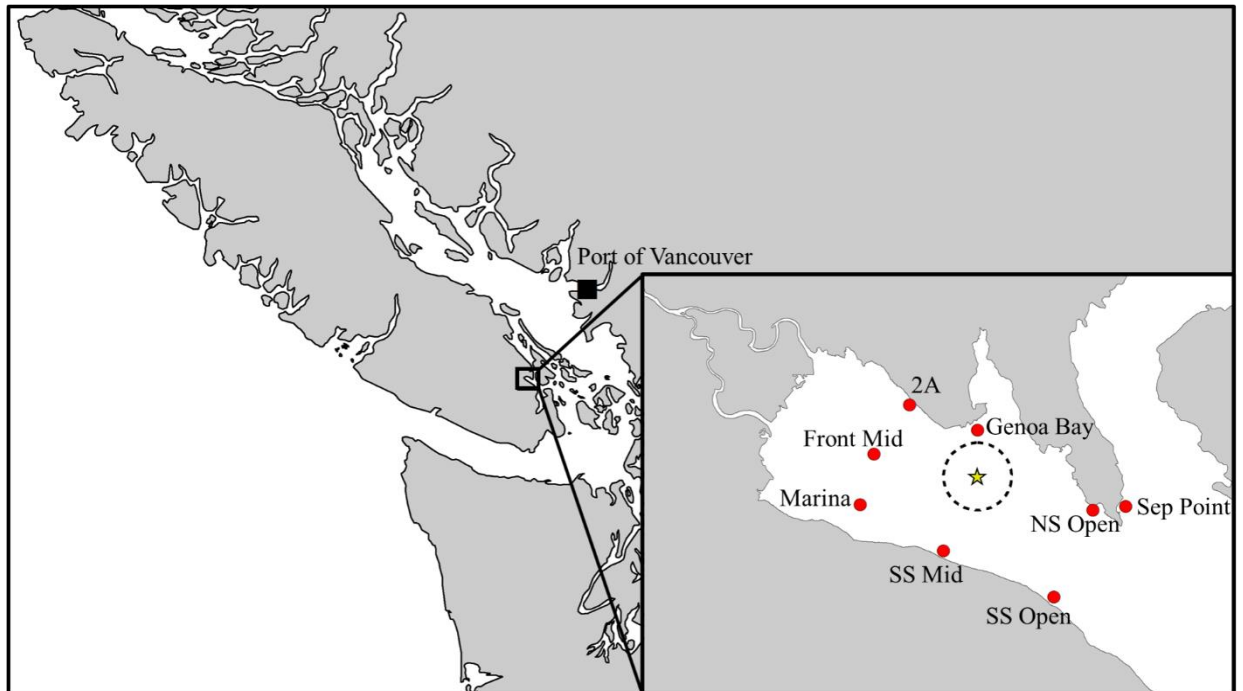 Port of Vancouver
2A
Genoa Bay
Front Mid
Marina
Sep Point
NS Open
SS Mid
SS Open